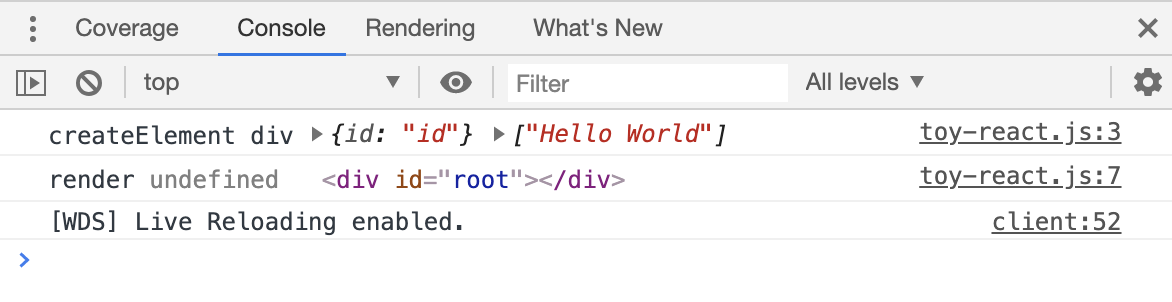 Coverage Console Rendering What's New
top Filter All levels
createElement div {id: "id"} ["Hello World"] toy-react.js:3
render undefined <div id="root"></div> toy-react.js:7
[WDS] Live Reloading enabled. client:52